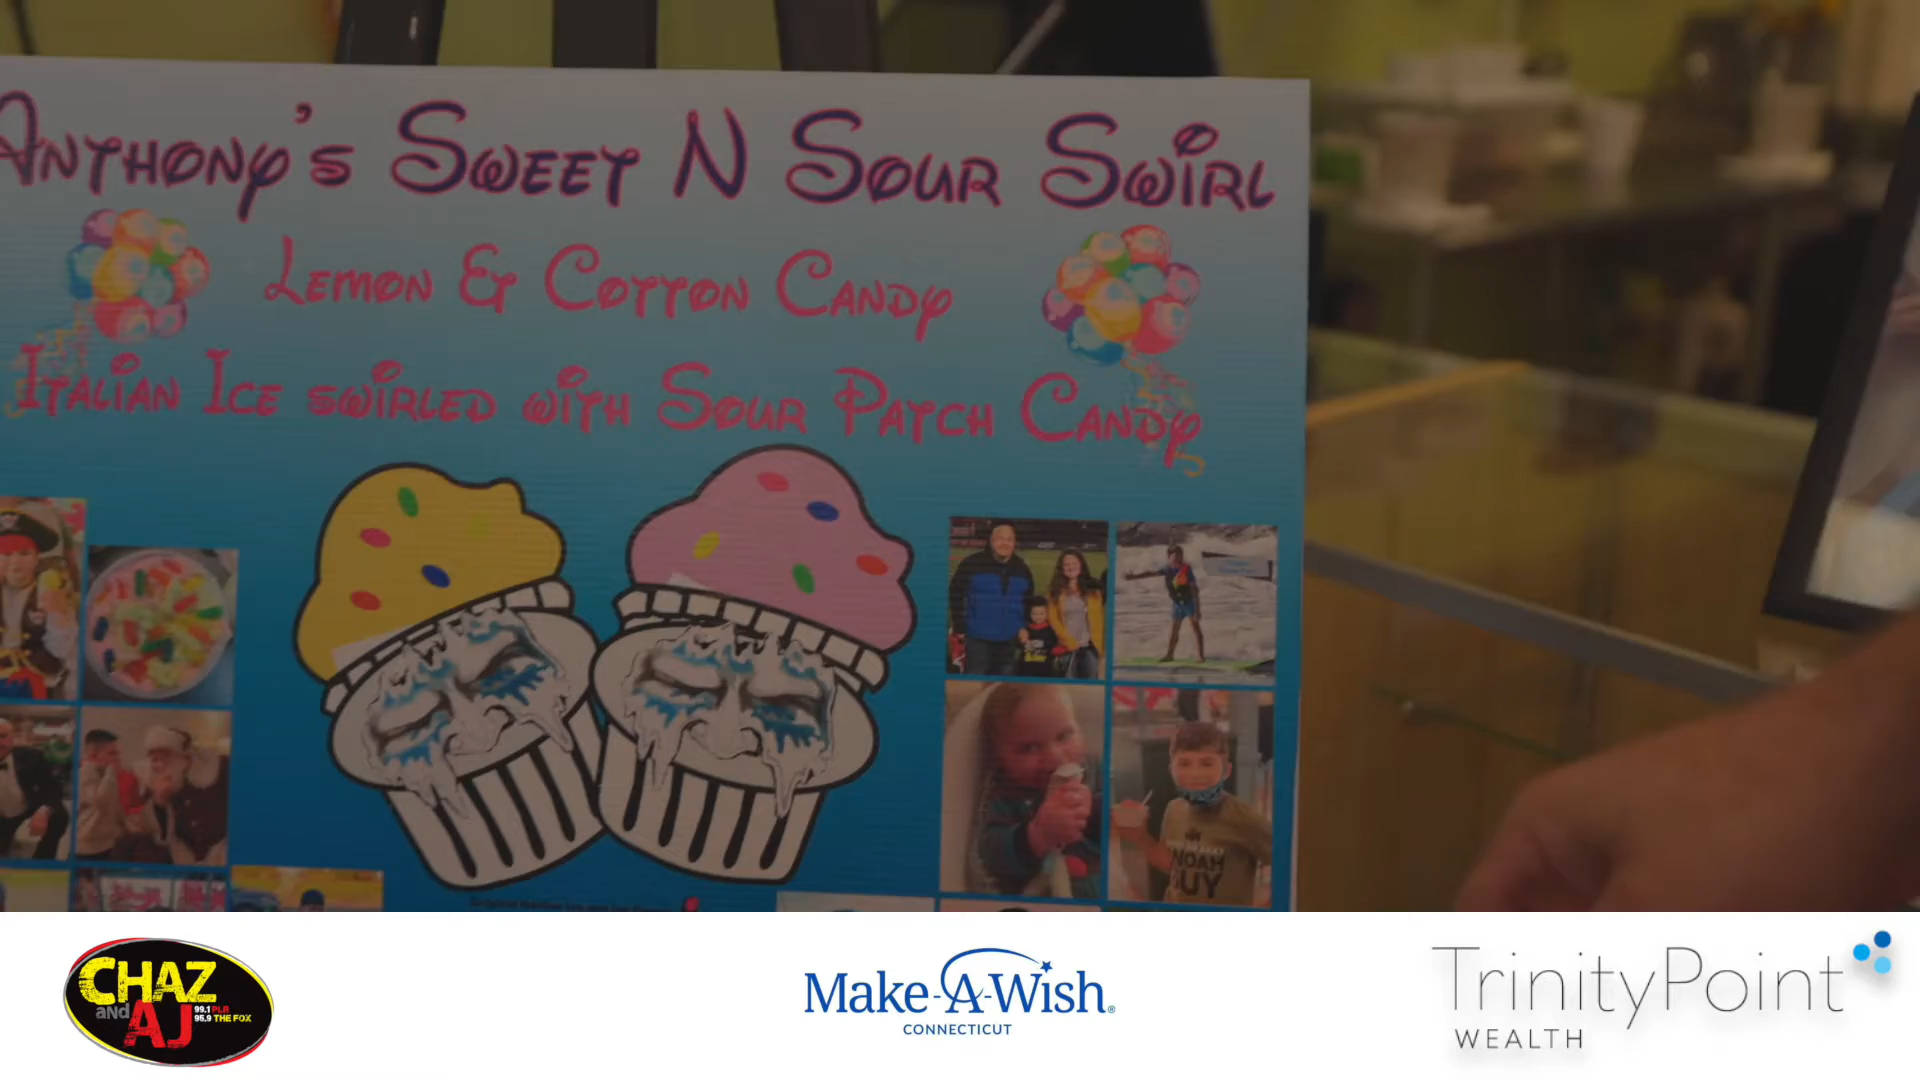 Anthony's Sweet N Sour Swirl
Lemon & Cotton Candy
Italian Ice swirled with Sour Patch Candy
NOAH
GUY
CHAZ
AND
AJ
99.1 PLR
95.9 THE FOX
Make-A-Wish®
CONNECTICUT
TrinityPoint
WEALTH